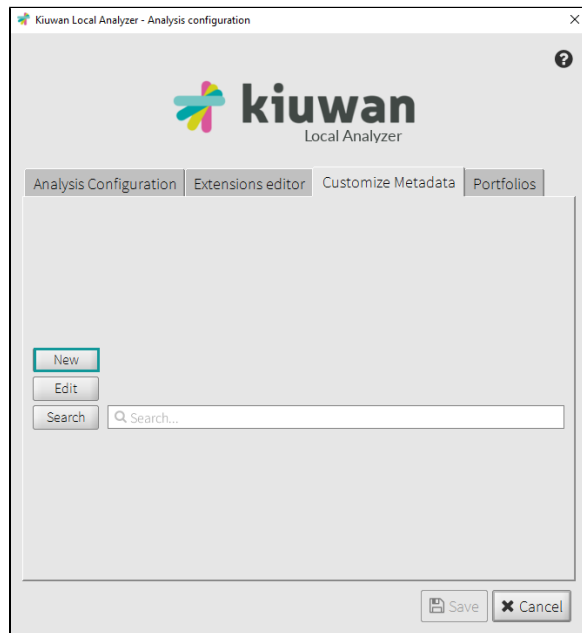 Kiuwan Local Analyzer - Analysis configuration
kiuwan
Local Analyzer
Analysis Configuration Extensions editor Customize Metadata Portfolios
New
Edit
Search Search...
Save Cancel